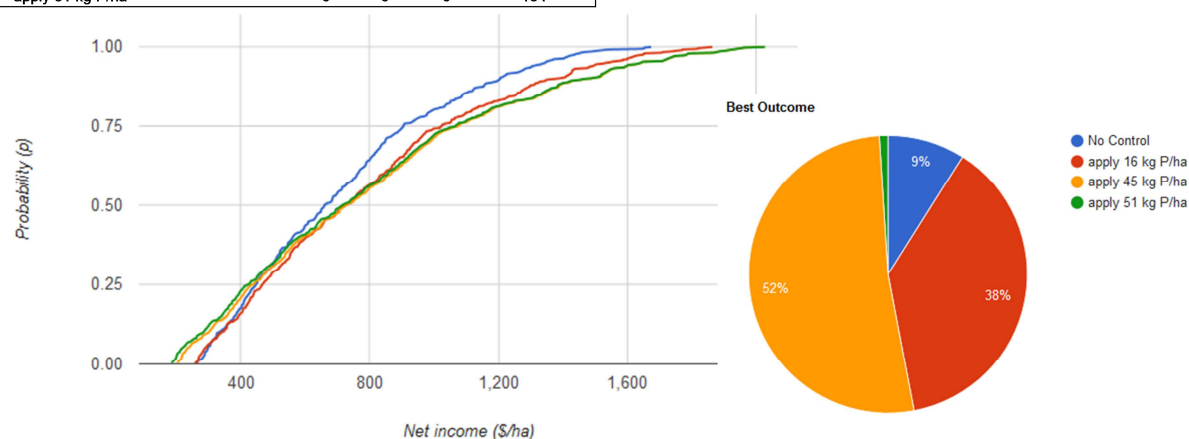 1.00
0.75
0.50
0.25
0.00
Probability (p)
400
800
1,200
1,600
Net income ($/ha)
Best Outcome
9%
38%
52%
No Control
apply 16 kg P/ha
apply 45 kg P/ha
apply 51 kg P/ha